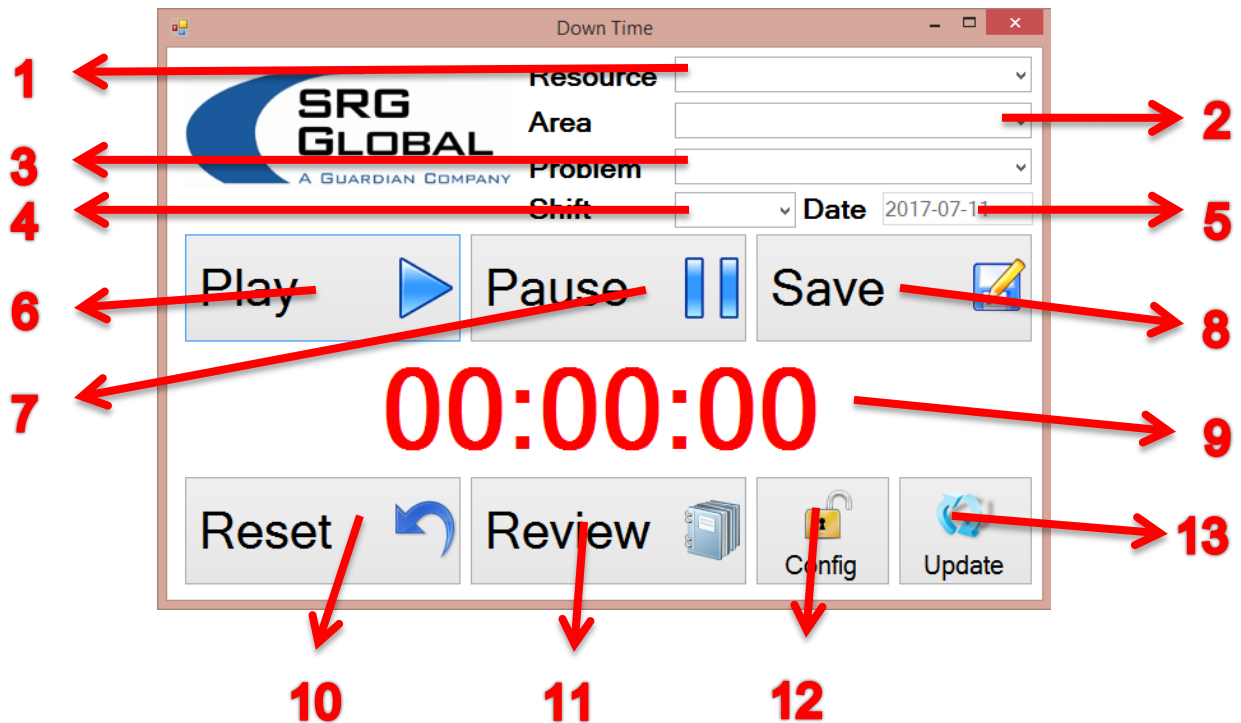 Down Time
1
Resource
SRG
GLOBAL
A GUARDIAN COMPANY
Area
2
3
Problem
4
Shift
Date
2017-07-11
5
Play
Pause
Save
6
8
7
00:00:00
9
Reset
Review
Config
Update
13
10
11
12